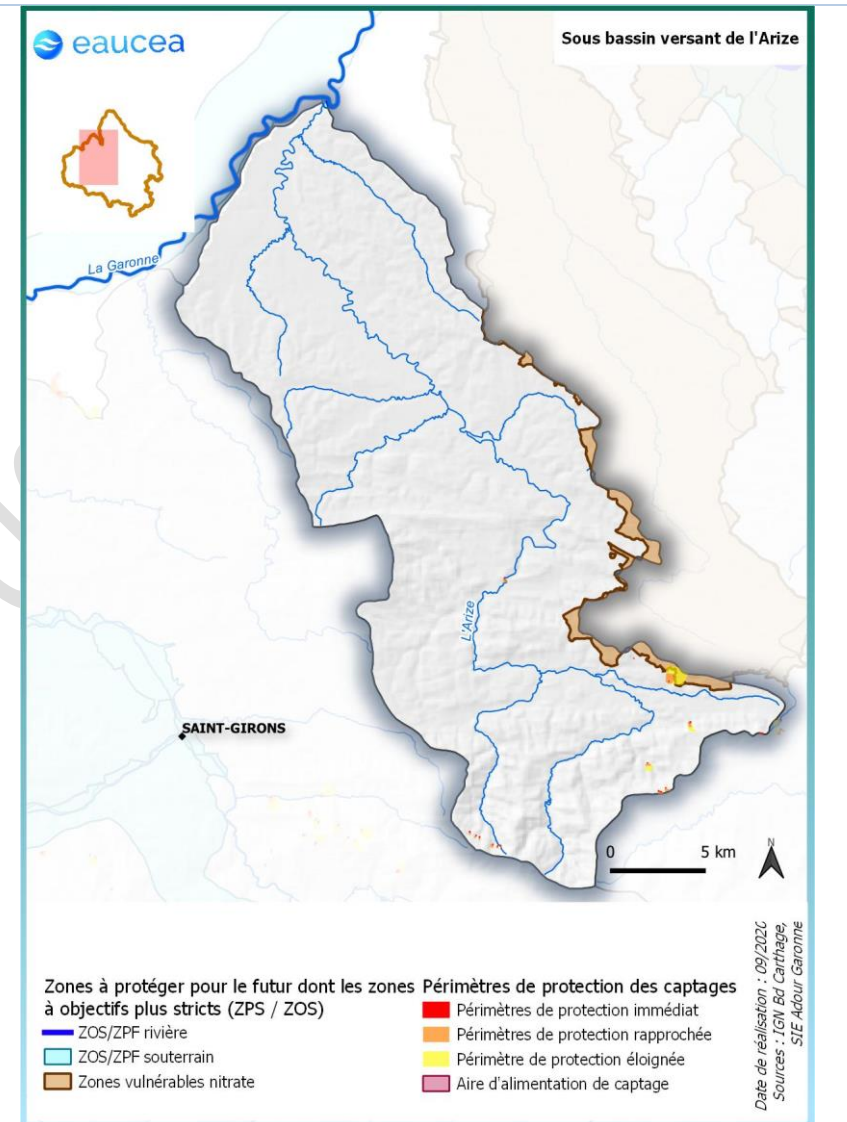 eaucea
Sous bassin versant de l'Arize
La Garonne
L'Arize
SAINT-GIRONS
0 5 km
N
Zones à protéger pour le futur dont les zones
à objectifs plus stricts (ZPS / ZOS)
ZOS/ZPF rivière
ZOS/ZPF souterrain
Zones vulnérables nitrate
Périmètres de protection des captages
Périmètres de protection immédiat
Périmètres de protection rapprochée
Périmètre de protection éloignée
Aire d'alimentation de captage
Date de réalisation : 09/2020
Sources : IGN Bd Carthage,
SIE Adour Garonne